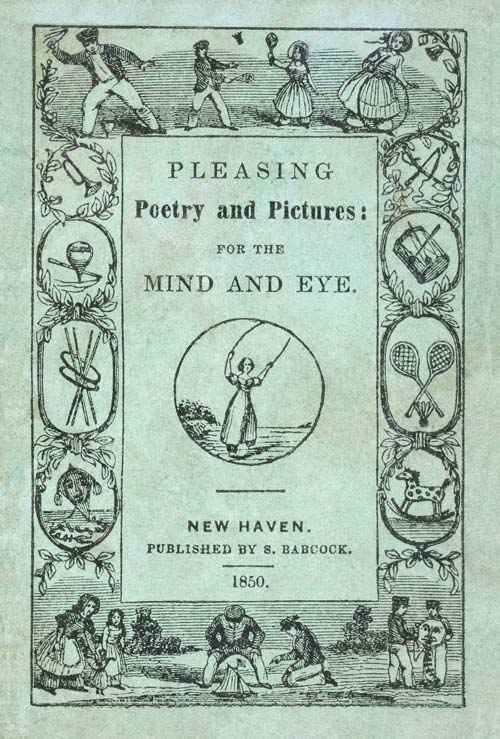 PLEASING
Poetry and Pictures:
FOR THE
MIND AND EYE.
NEW HAVEN.
PUBLISHED BY S. BABCOCK.
1850.